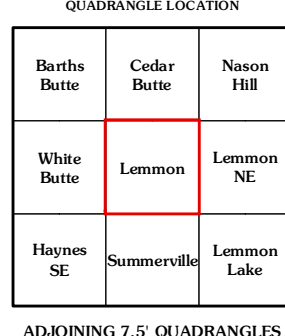 QUADRANGLE LOCATION
Barths
Butte
Cedar
Butte
Nason
Hill
White
Butte
Lemmon
Lemmon
NE
Haynes
SE
Summerville
Lemmon
Lake
ADJOINING 7.5' QUADRANGLES